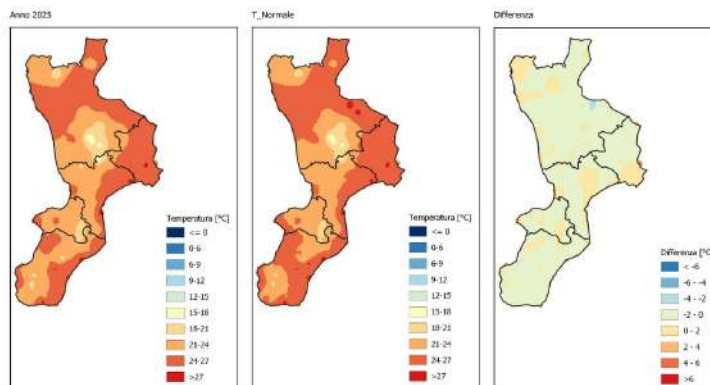 Anno 2025
Temperatura [°C]
<= 0
0-6
6-9
9-12
12-15
15-18
18-21
21-24
24-27
>27
T_Normale
Temperatura [°C]
<= 0
0-6
6-9
9-12
12-15
15-18
18-21
21-24
24-27
>27
Differenza
Differenza [°C]
< -6
-6 - -4
-4 - -2
-2 - 0
0 - 2
2 - 4
4 - 6
>6